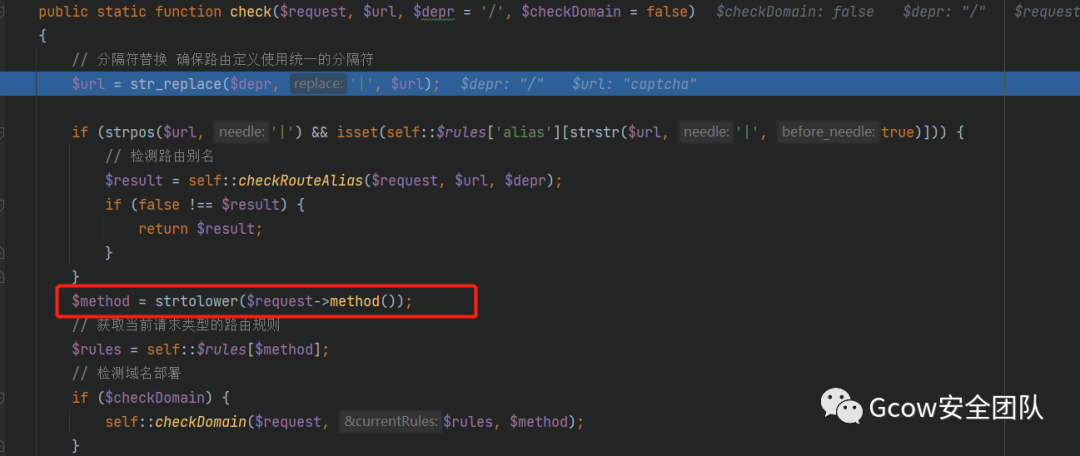 public static function check($request, $url, $depr = '/', $checkDomain = false) $checkDomain: false $depr: "/" $request
{
// 分隔符替换 确保路由定义使用统一的分隔符
$url = str_replace($depr, replace: '|', $url); $depr: "/" $url: "captcha"
if (strpos($url, needle: '|') && isset(self::$rules['alias'][strstr($url, needle: '|', before_needle: true)])) {
// 检测路由别名
$result = self::checkRouteAlias($request, $url, $depr);
if (false !== $result) {
return $result;
}
}
$method = strtolower($request->method());
// 获取当前请求类型的路由规则
$rules = self::$rules[$method];
// 检测域名部署
if ($checkDomain) {
self::checkDomain($request, &currentRules: $rules, $method);
}
Gcow安全团队